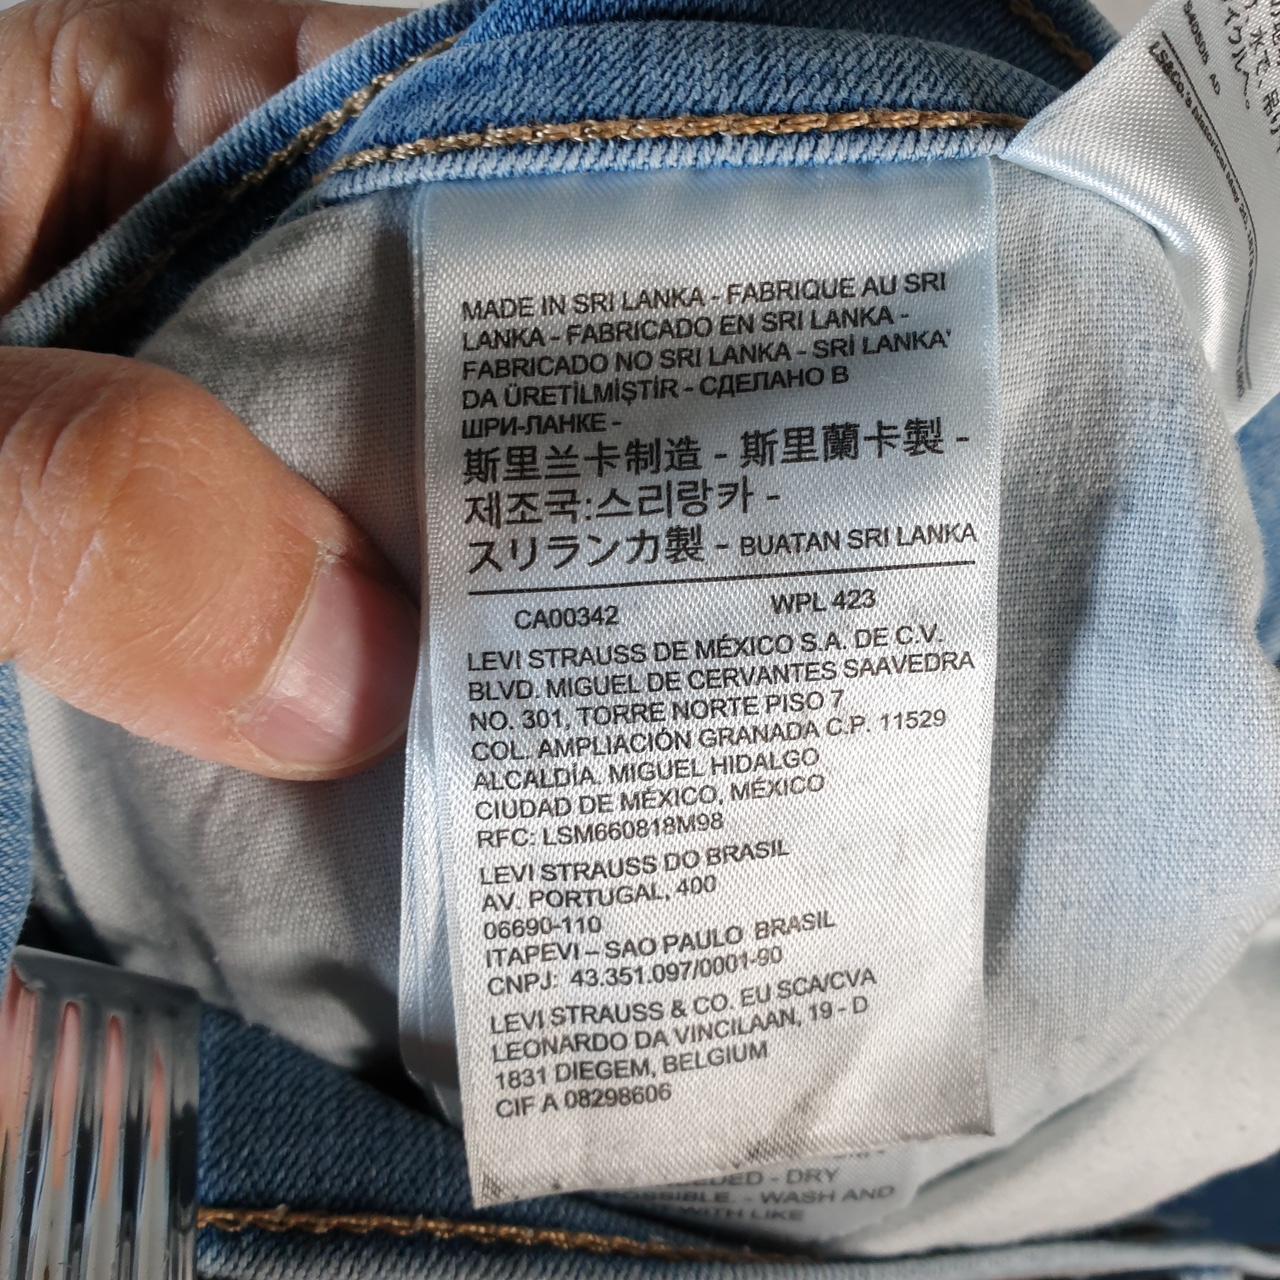 MADE IN SRI LANKA - FABRIQUE AU SRI
LANKA - FABRICADO EN SRI LANKA -
FABRICADO NO SRI LANKA - SRİ LANKA'
DA ÜRETİLMİŞTİR - СДЕЛАНО В
ШРИ-ЛАНКЕ -
斯里兰卡制造 - 斯里蘭卡製 -
제조국:스리랑카 -
スリランカ製 - BUATAN SRI LANKA
CA00342 WPL 423
LEVI STRAUSS DE MÉXICO S.A. DE C.V.
BLVD. MIGUEL DE CERVANTES SAAVEDRA
NO. 301, TORRE NORTE PISO 7
COL. AMPLIACIÓN GRANADA C.P. 11529
ALCALDÍA. MIGUEL HIDALGO
CIUDAD DE MÉXICO, MÉXICO
RFC: LSM660818M98
LEVI STRAUSS DO BRASIL
AV. PORTUGAL, 400
06690-110
ITAPEVI – SAO PAULO BRASIL
CNPJ: 43.351.097/0001-90
LEVI STRAUSS & CO. EU SCA/CVA
LEONARDO DA VINCILAAN, 19 - D
1831 DIEGEM, BELGIUM
CIF A 08298606
- DRY
- WASH AND
WITH LIKE